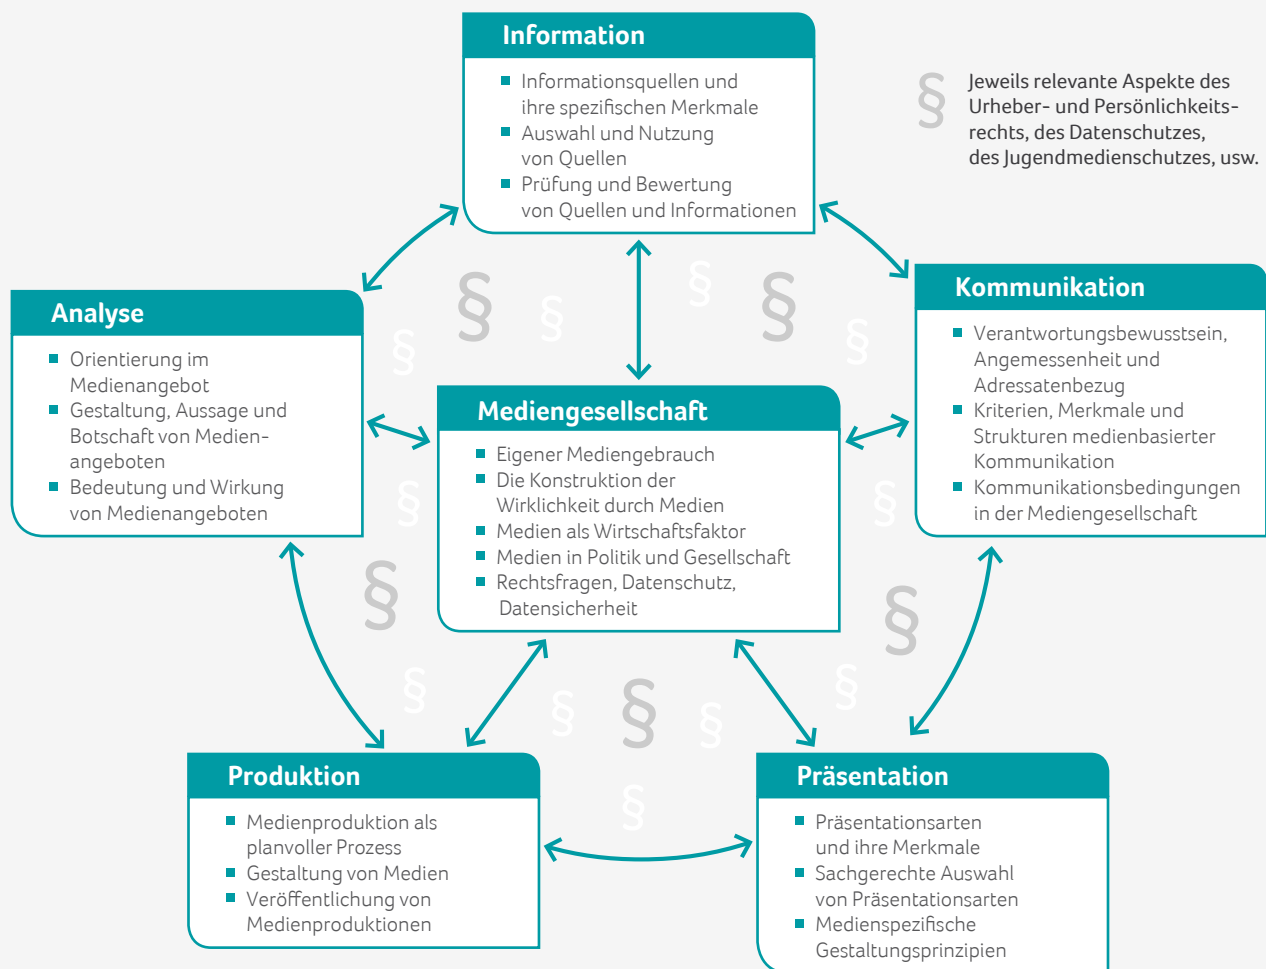 Information
Informationsquellen und
ihre spezifischen Merkmale
Auswahl und Nutzung
von Quellen
Prüfung und Bewertung
von Quellen und Informationen
§
Jeweils relevante Aspekte des
Urheber- und Persönlichkeits-
rechts, des Datenschutzes,
des Jugendmedienschutzes, usw.
Analyse
Orientierung im
Medienangebot
Gestaltung, Aussage und
Botschaft von Medien-
angeboten
Bedeutung und Wirkung
von Medienangeboten
§ § § § § §
Kommunikation
Verantwortungsbewusstsein,
Angemessenheit und
Adressatenbezug
Kriterien, Merkmale und
Strukturen medienbasierter
Kommunikation
Kommunikationsbedingungen
in der Mediengesellschaft
Mediengesellschaft
Eigener Mediengebrauch
Die Konstruktion der
Wirklichkeit durch Medien
Medien als Wirtschaftsfaktor
Medien in Politik und Gesellschaft
Rechtsfragen, Datenschutz,
Datensicherheit
§ §
§ §
§ § § § §
§
Produktion
Medienproduktion als
planvoller Prozess
Gestaltung von Medien
Veröffentlichung von
Medienproduktionen
Präsentation
Präsentationsarten
und ihre Merkmale
Sachgerechte Auswahl
von Präsentationsarten
Medienspezifische
Gestaltungsprinzipien